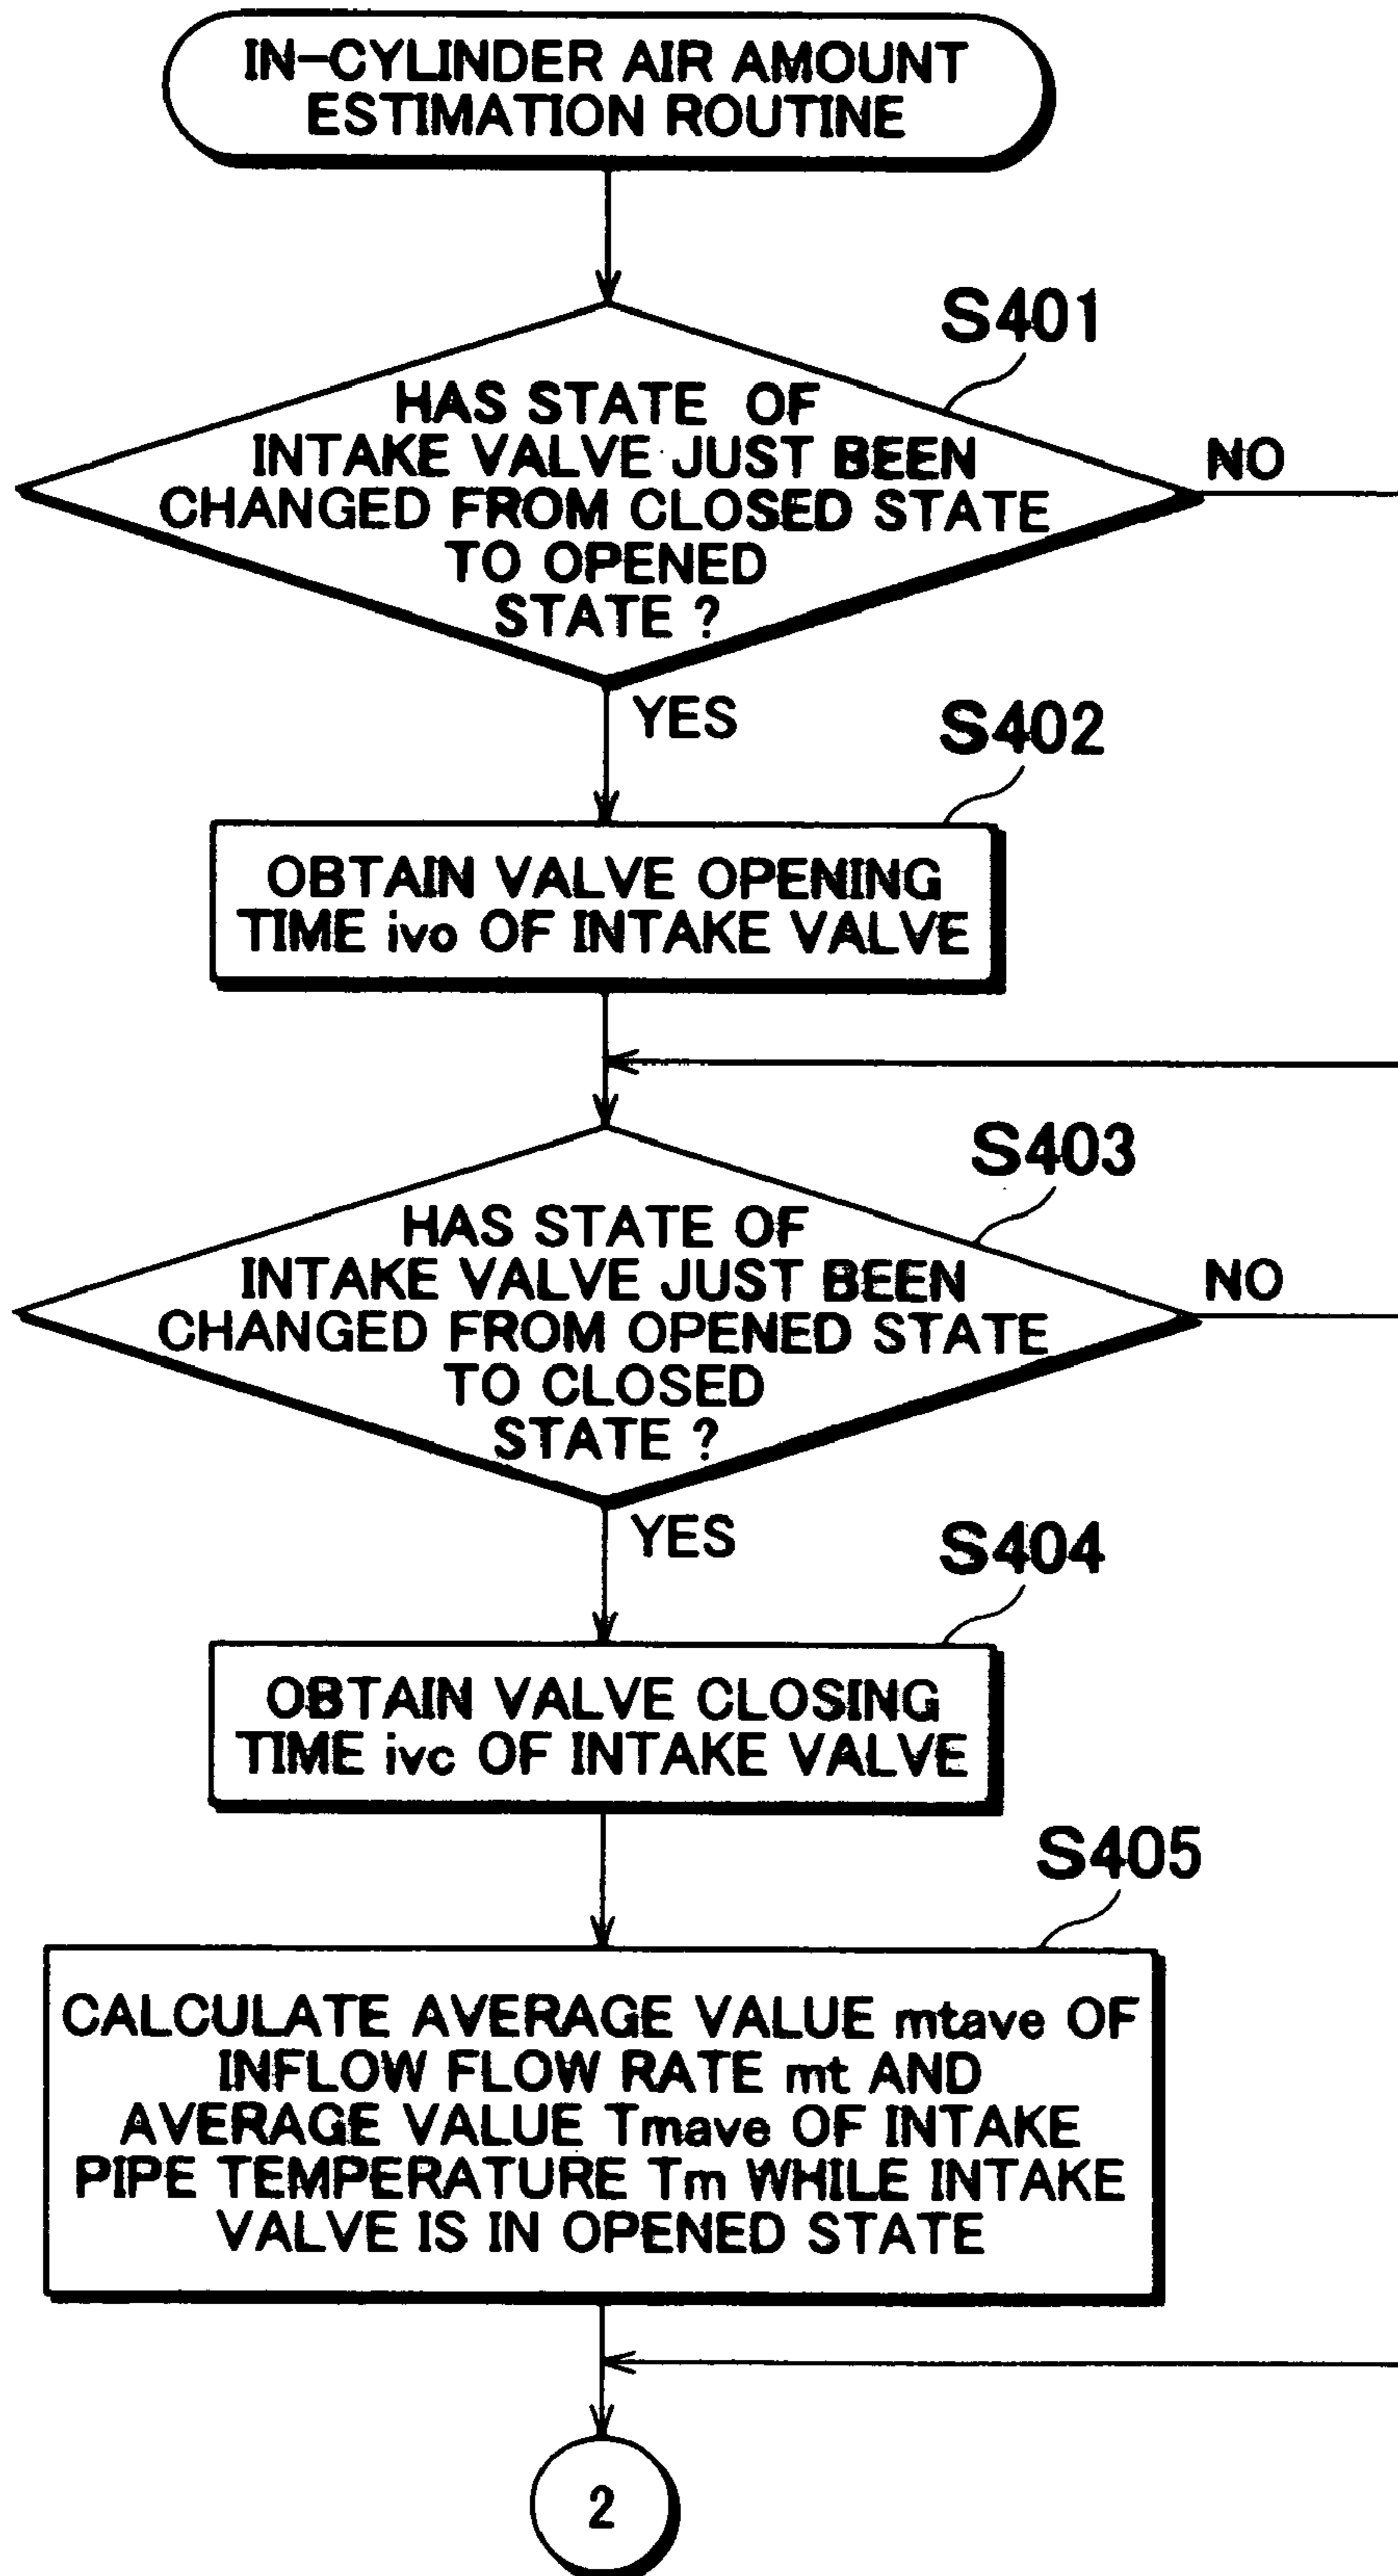 IN-CYLINDER AIR AMOUNT
ESTIMATION ROUTINE
S401
HAS STATE OF
INTAKE VALVE JUST BEEN
CHANGED FROM CLOSED STATE
TO OPENED
STATE ?
NO
YES
S402
OBTAIN VALVE OPENING
TIME ivo OF INTAKE VALVE
S403
HAS STATE OF
INTAKE VALVE JUST BEEN
CHANGED FROM OPENED STATE
TO CLOSED
STATE ?
NO
YES
S404
OBTAIN VALVE CLOSING
TIME ivc OF INTAKE VALVE
S405
CALCULATE AVERAGE VALUE mtave OF
INFLOW FLOW RATE mt AND
AVERAGE VALUE Tmave OF INTAKE
PIPE TEMPERATURE Tm WHILE INTAKE
VALVE IS IN OPENED STATE
2